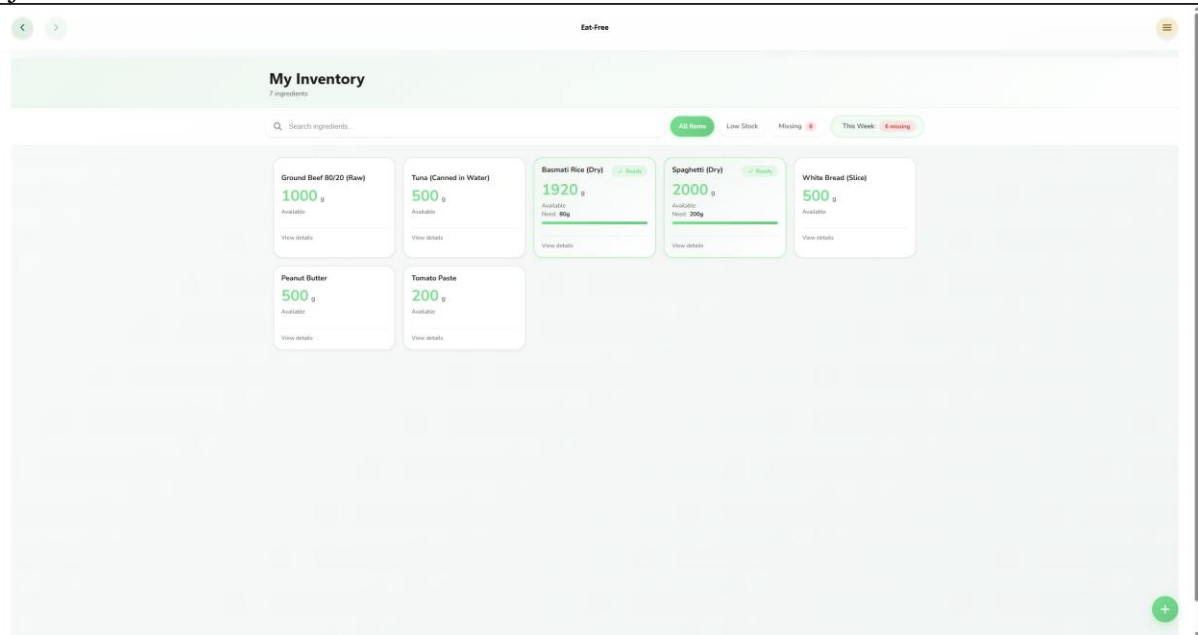 Eat-Free
My Inventory
7 ingredients
Search ingredients...
All Items Low Stock Missing 6 This Week: 6 missing
Ground Beef 80/20 (Raw)
1000 g
Available
View details
Tuna (Canned in Water)
500 g
Available
View details
Basmati Rice (Dry) ✓ Ready
1920 g
Available
Need: 80g
View details
Spaghetti (Dry) ✓ Ready
2000 g
Available
Need: 200g
View details
White Bread (Slice)
500 g
Available
View details
Peanut Butter
500 g
Available
View details
Tomato Paste
200 g
Available
View details